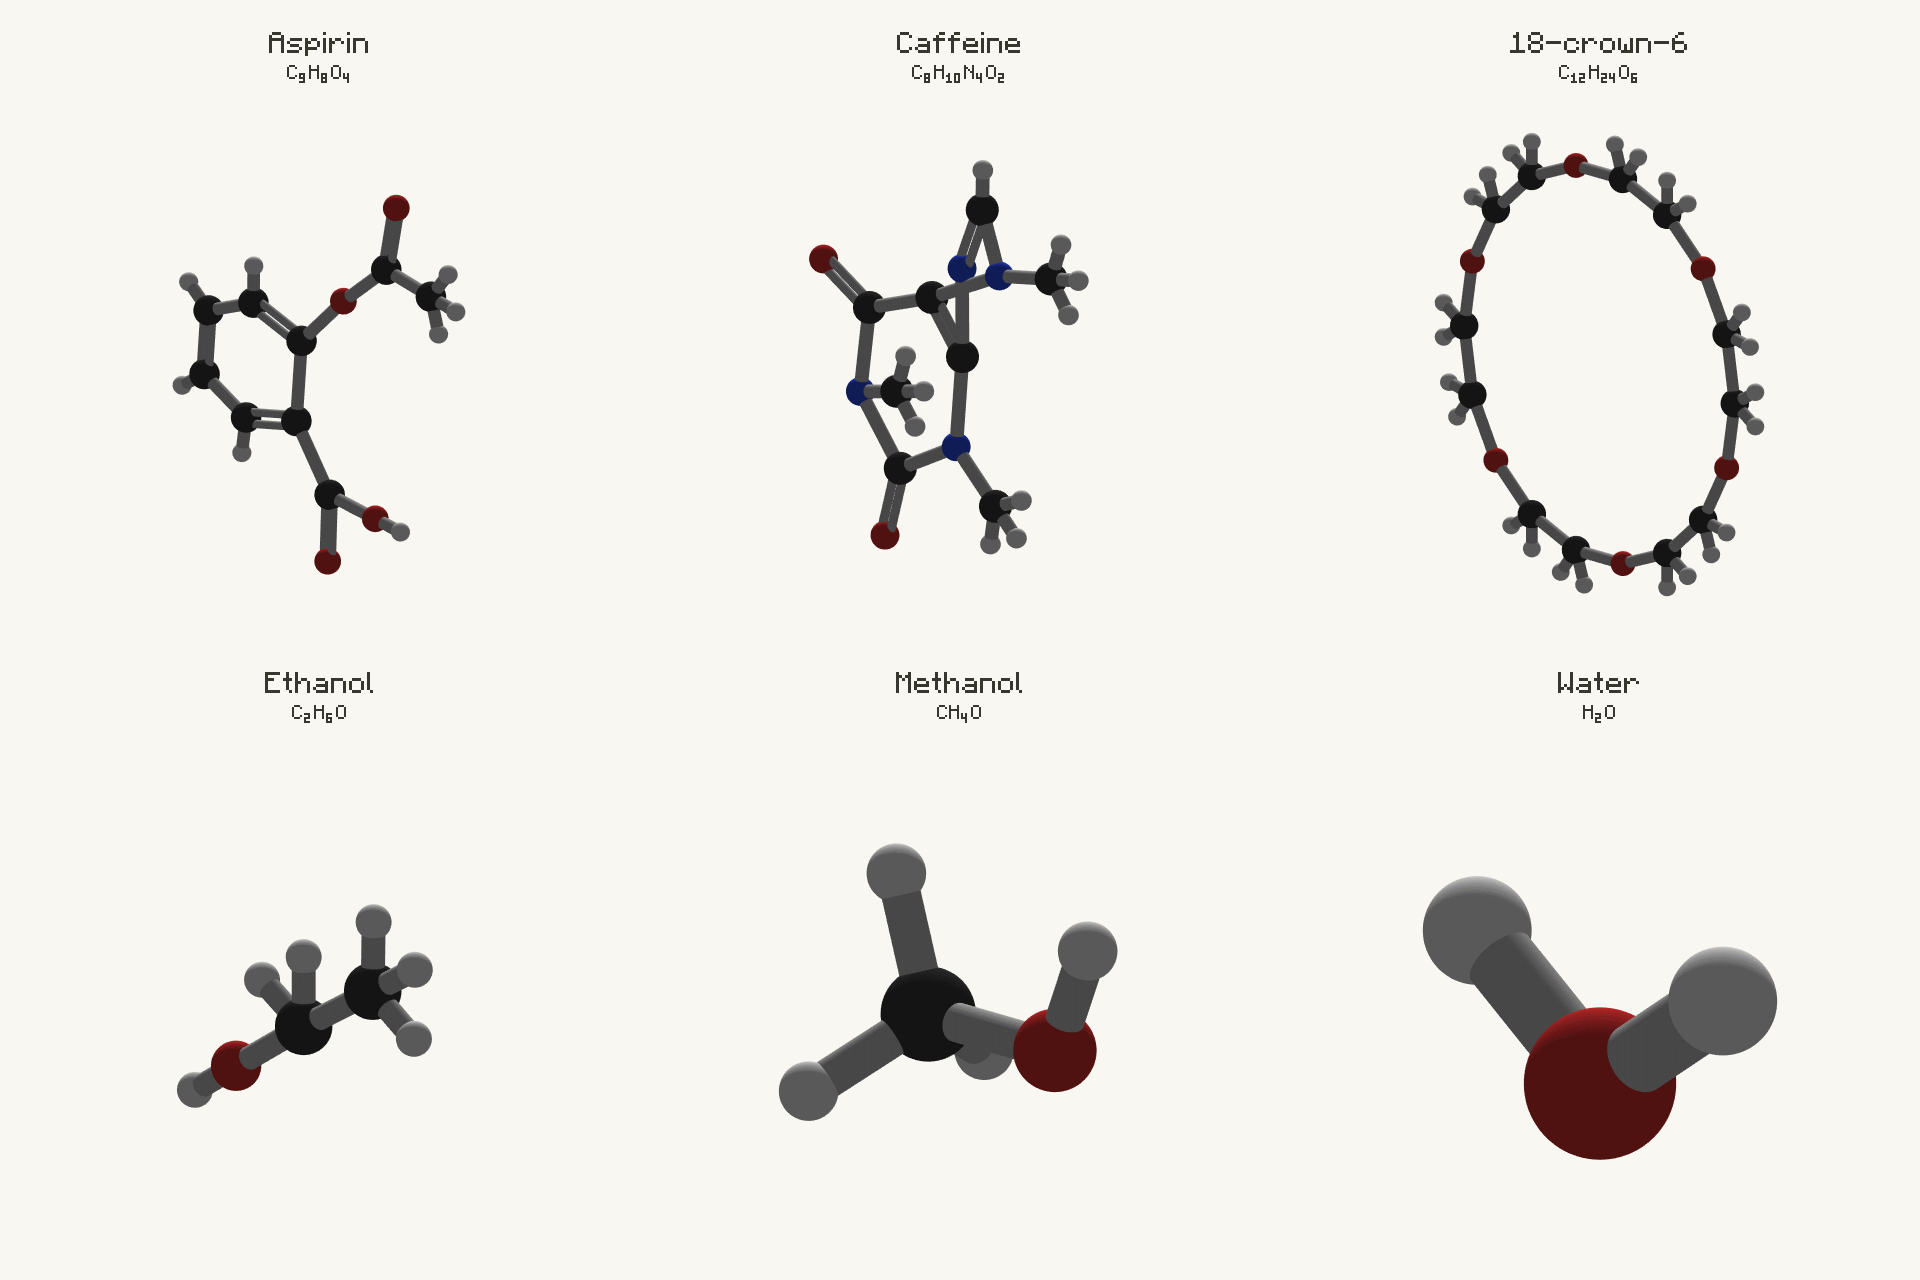 Aspirin
C₉H₈O₄
Caffeine
C₈H₁₀N₄O₂
18-crown-6
C₁₂H₂₄O₆
Ethanol
C₂H₆O
Methanol
CH₄O
Water
H₂O